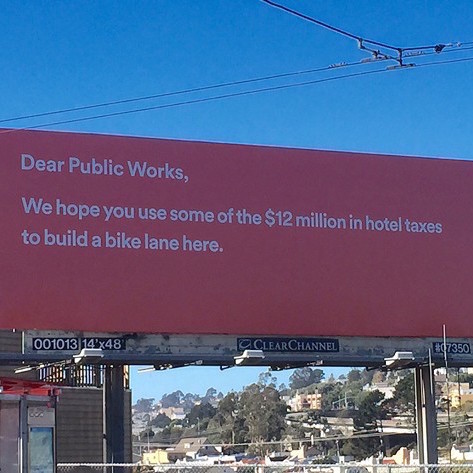 Dear Public Works,
We hope you use some of the $12 million in hotel taxes
to build a bike lane here.
001013 14'x48'
CLEARCHANNEL
#07350